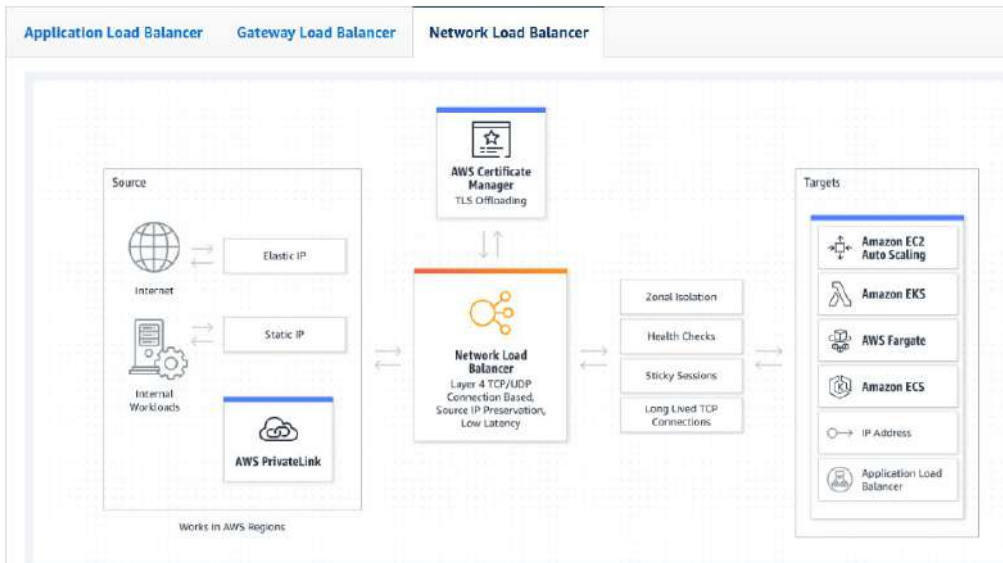 Application Load Balancer
Gateway Load Balancer
Network Load Balancer
AWS Certificate
Manager
TLS Offloading
Source
Internet
Elastic IP
Static IP
Internal
Workloads
AWS PrivateLink
Works in AWS Regions
Network Load
Balancer
Layer 4 TCP/UDP
Connection Based,
Source IP Preservation,
Low Latency
Zonal Isolation
Health Checks
Sticky Sessions
Long Lived TCP
Connections
Targets
Amazon EC2
Auto Scaling
Amazon EKS
AWS Fargate
Amazon ECS
IP Address
Application Load
Balancer